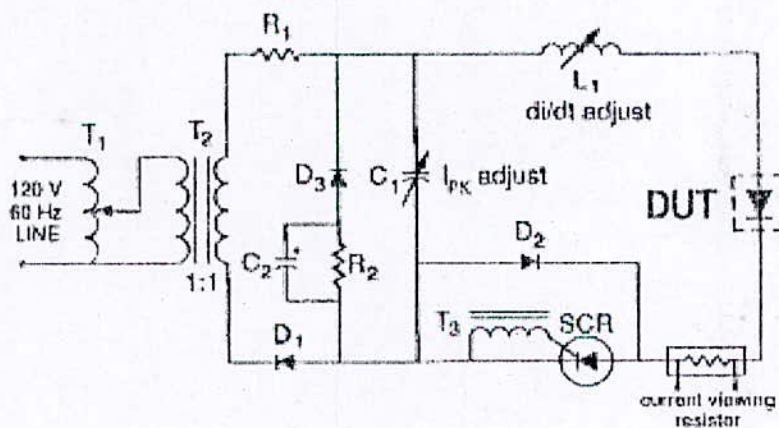 R1
L1
di/dt adjust
T1
T2
120 V
60 Hz
LINE
D3
C1
IPK adjust
DUT
D2
C2
R2
1:1
T3
SCR
D1
current viewing
resistor